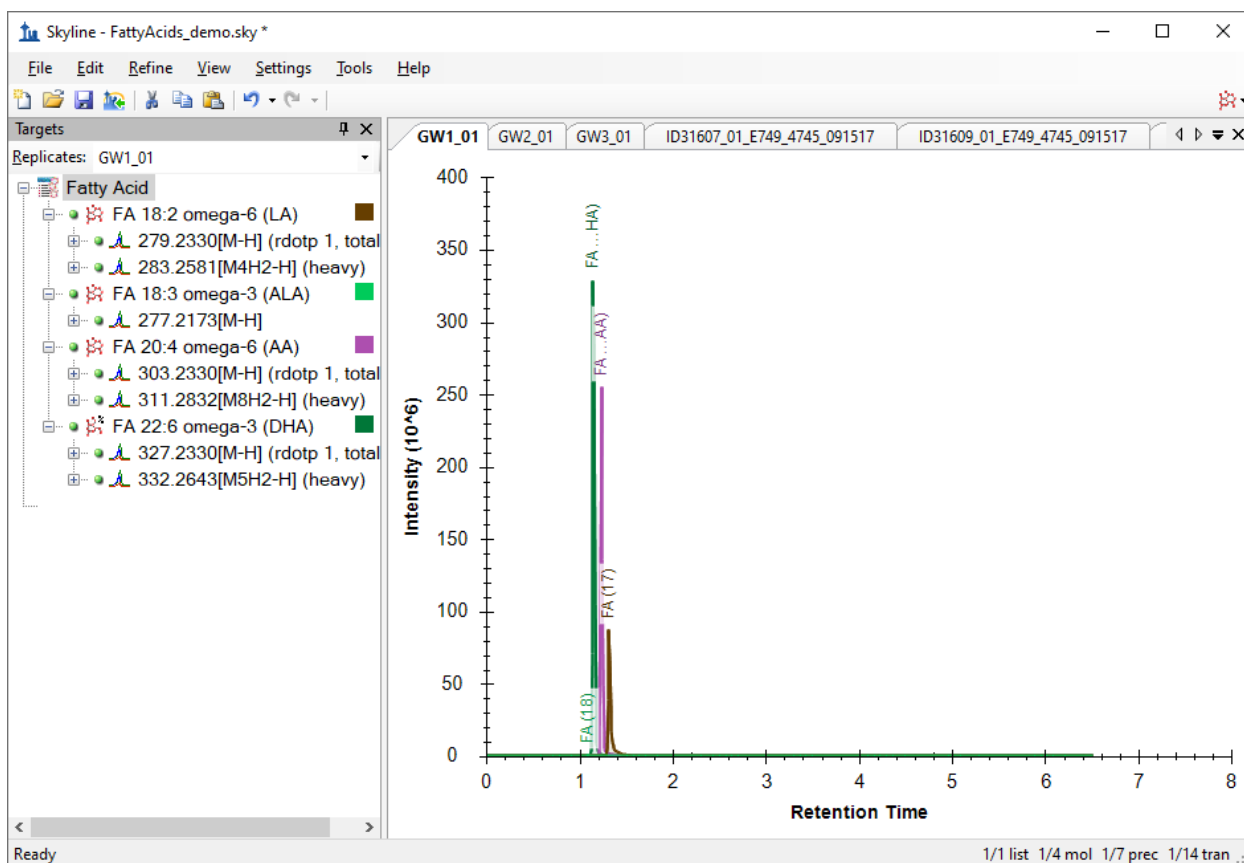 Skyline - FattyAcids_demo.sky *
File Edit Refine View Settings Tools Help
Targets
Replicates: GW1_01
Fatty Acid
FA 18:2 omega-6 (LA)
279.2330[M-H] (rdotp 1, total
283.2581[M4H2-H] (heavy)
FA 18:3 omega-3 (ALA)
277.2173[M-H]
FA 20:4 omega-6 (AA)
303.2330[M-H] (rdotp 1, total
311.2832[M8H2-H] (heavy)
FA 22:6 omega-3 (DHA)
327.2330[M-H] (rdotp 1, total
332.2643[M5H2-H] (heavy)
GW1_01 GW2_01 GW3_01 ID31607_01_E749_4745_091517 ID31609_01_E749_4745_091517
400
350
300
250
200
150
100
50
0
Intensity (10^6)
FA ...HA)
FA ...AA)
FA (17)
FA (18)
0 1 2 3 4 5 6 7 8
Retention Time
Ready
1/1 list 1/4 mol 1/7 prec 1/14 tran